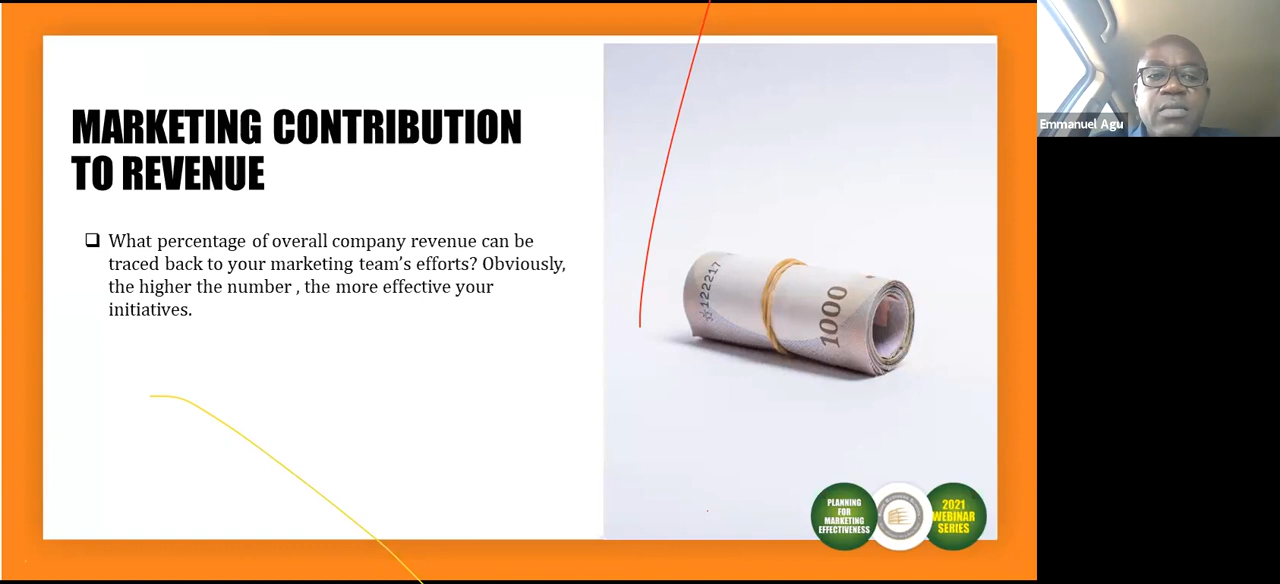 MARKETING CONTRIBUTION
TO REVENUE
❑ What percentage of overall company revenue can be
traced back to your marketing team’s efforts? Obviously,
the higher the number , the more effective your
initiatives.
122217
1000
PLANNING
FOR
MARKETING
EFFECTIVENESS
2021
WEBINAR
SERIES
Emmanuel Agu